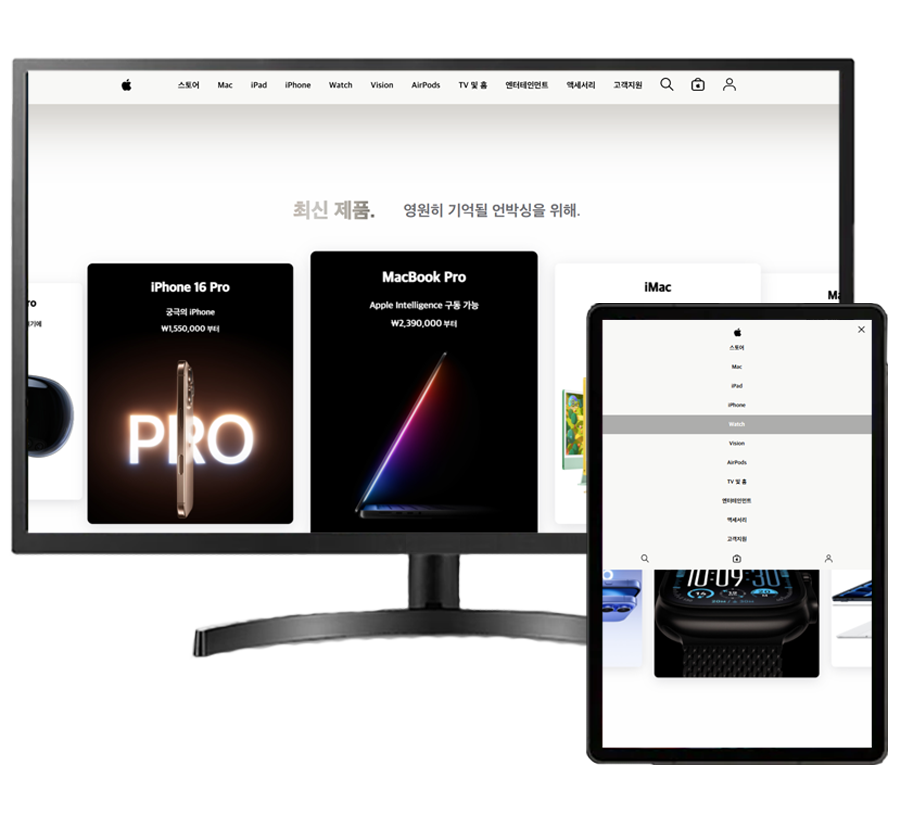 스토어 Mac iPad iPhone Watch Vision AirPods TV 및 홈 엔터테인먼트 액세서리 고객지원
최신 제품. 영원히 기억될 언박싱을 위해.
iPhone 16 Pro
궁극의 iPhone
₩1,550,000 부터
PRO
MacBook Pro
Apple Intelligence 구동 가능
₩2,390,000 부터
iMac
스토어
Mac
iPad
iPhone
Watch
Vision
AirPods
TV 및 홈
엔터테인먼트
액세서리
고객지원
10:09 30